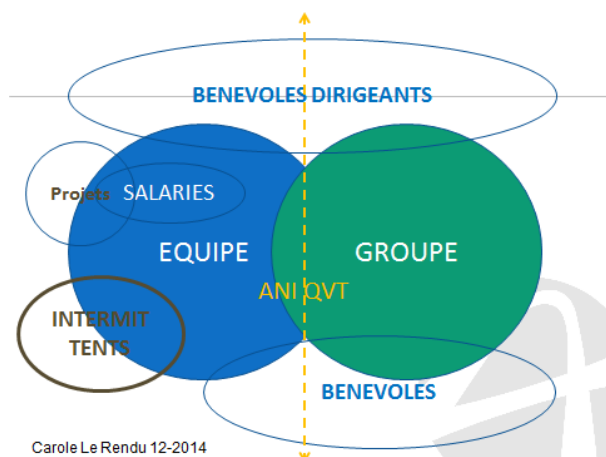 BENEVOLES DIRIGEANTS
Projets
SALARIES
EQUIPE
GROUPE
ANI QVT
INTERMIT
TENTS
BENEVOLES
Carole Le Rendu 12-2014